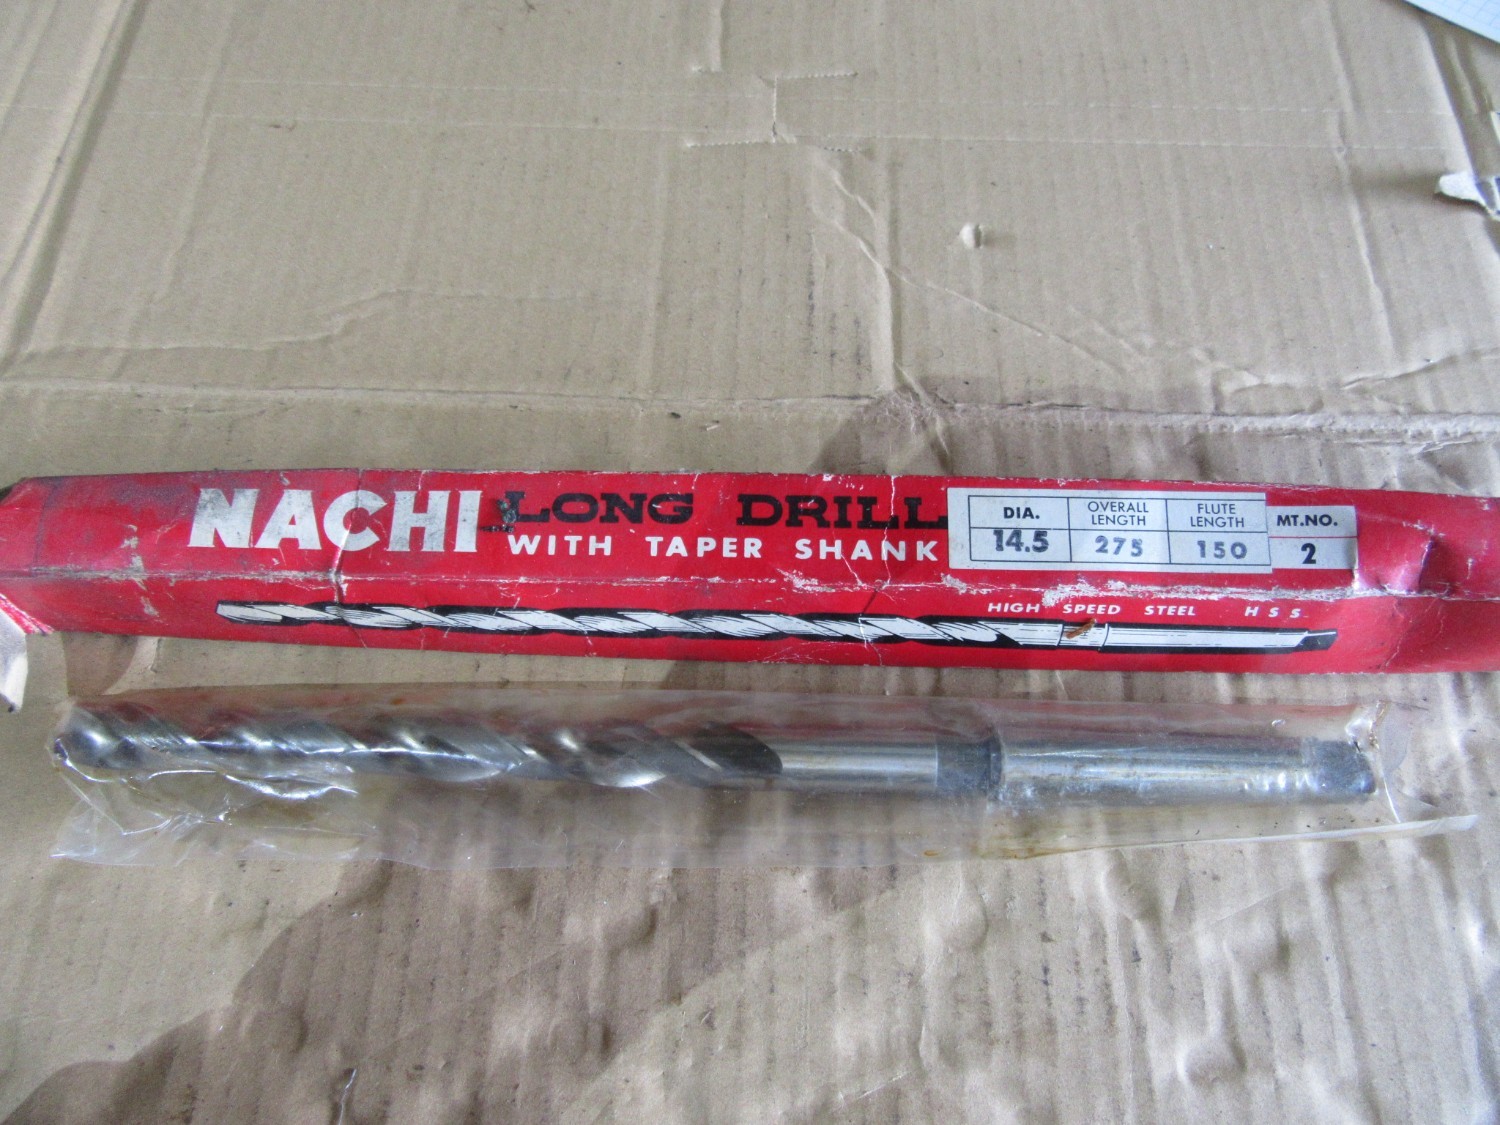 NACHI LONG DRILL
WITH TAPER SHANK
DIA. OVERALL LENGTH FLUTE LENGTH MT.NO.
14.5 275 150 2
HIGH SPEED STEEL HSS